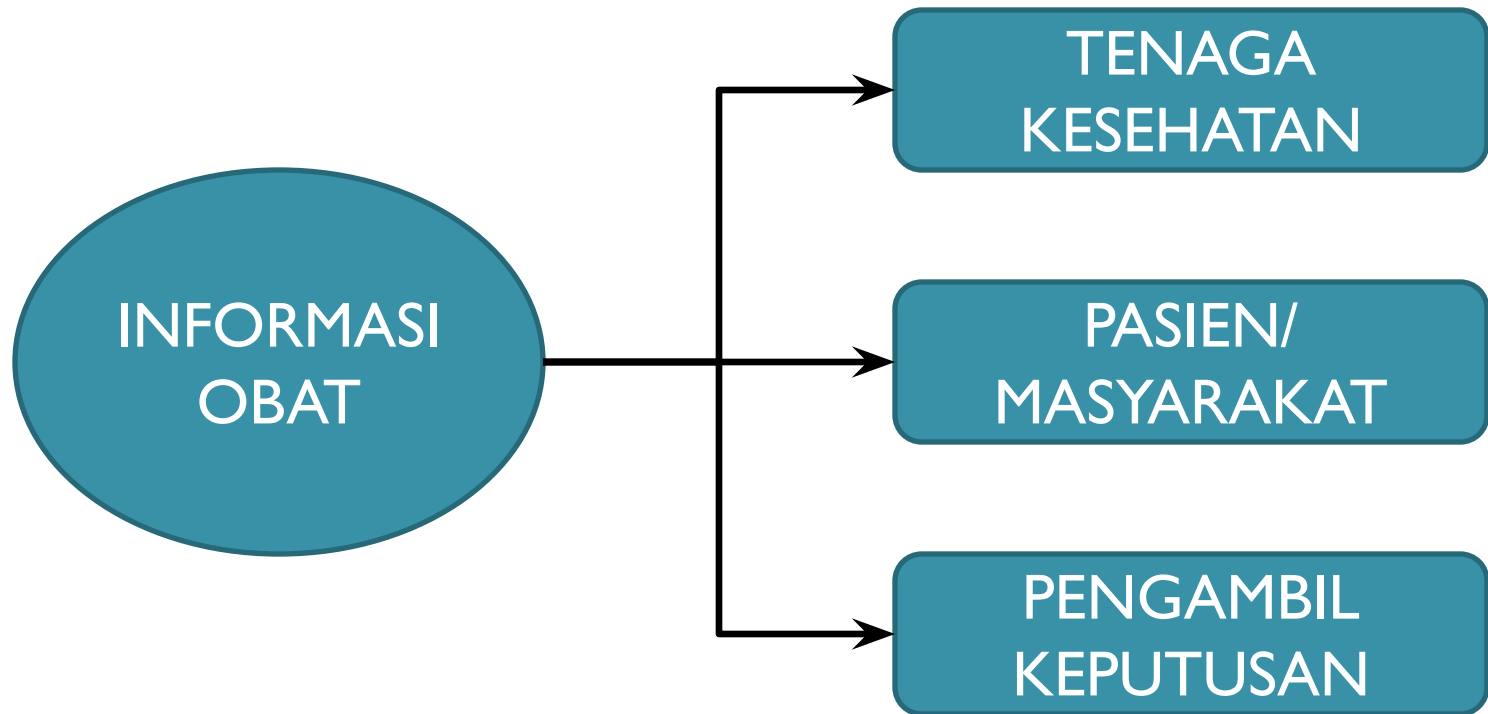 INFORMASI
OBAT
TENAGA
KESEHATAN
PASIEN/
MASYARAKAT
PENGAMBIL
KEPUTUSAN